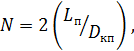 N = 2 (Lп/Dкп),